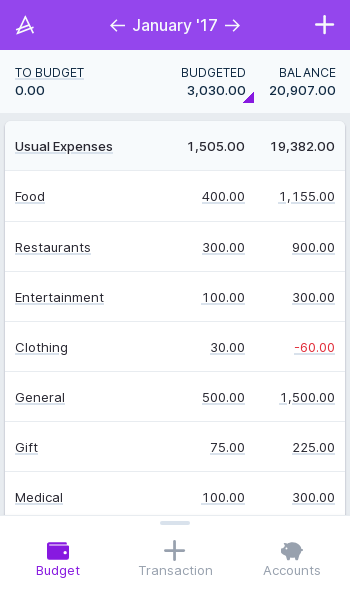 ← January '17 →
TO BUDGET BUDGETED BALANCE
0.00 3,030.00 20,907.00
Usual Expenses 1,505.00 19,382.00
Food 400.00 1,155.00
Restaurants 300.00 900.00
Entertainment 100.00 300.00
Clothing 30.00 -60.00
General 500.00 1,500.00
Gift 75.00 225.00
Medical 100.00 300.00
Budget Transaction Accounts